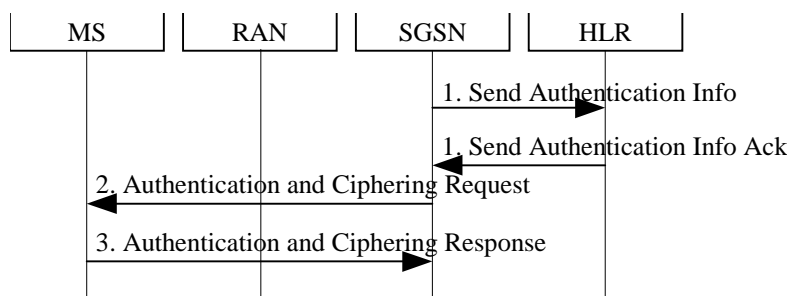 MS RAN SGSN HLR
1. Send Authentication Info
1. Send Authentication Info Ack
2. Authentication and Ciphering Request
3. Authentication and Ciphering Response